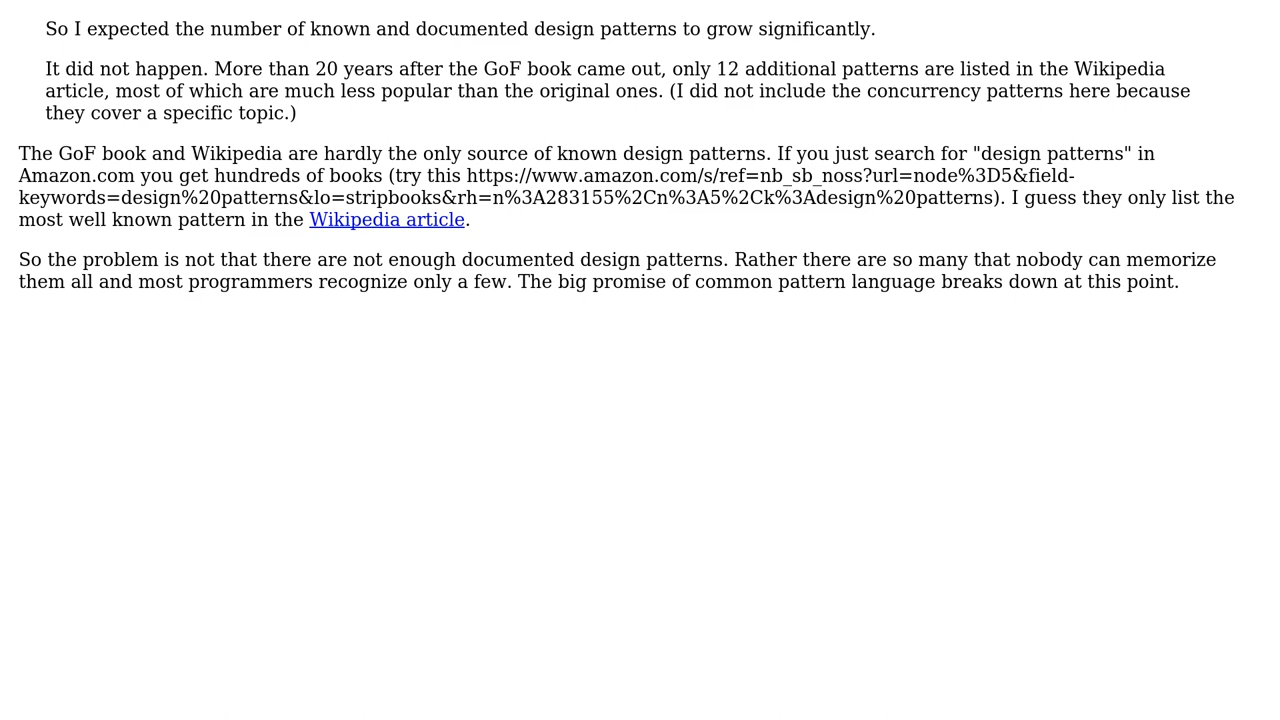 So I expected the number of known and documented design patterns to grow significantly.
It did not happen. More than 20 years after the GoF book came out, only 12 additional patterns are listed in the Wikipedia
article, most of which are much less popular than the original ones. (I did not include the concurrency patterns here because
they cover a specific topic.)
The GoF book and Wikipedia are hardly the only source of known design patterns. If you just search for "design patterns" in
Amazon.com you get hundreds of books (try this https://www.amazon.com/s/ref=nb_sb_noss?url=node%3D5&field-
keywords=design%20patterns&lo=stripbooks&rh=n%3A283155%2Cn%3A5%2Ck%3Adesign%20patterns). I guess they only list the
most well known pattern in the Wikipedia article.
So the problem is not that there are not enough documented design patterns. Rather there are so many that nobody can memorize
them all and most programmers recognize only a few. The big promise of common pattern language breaks down at this point.